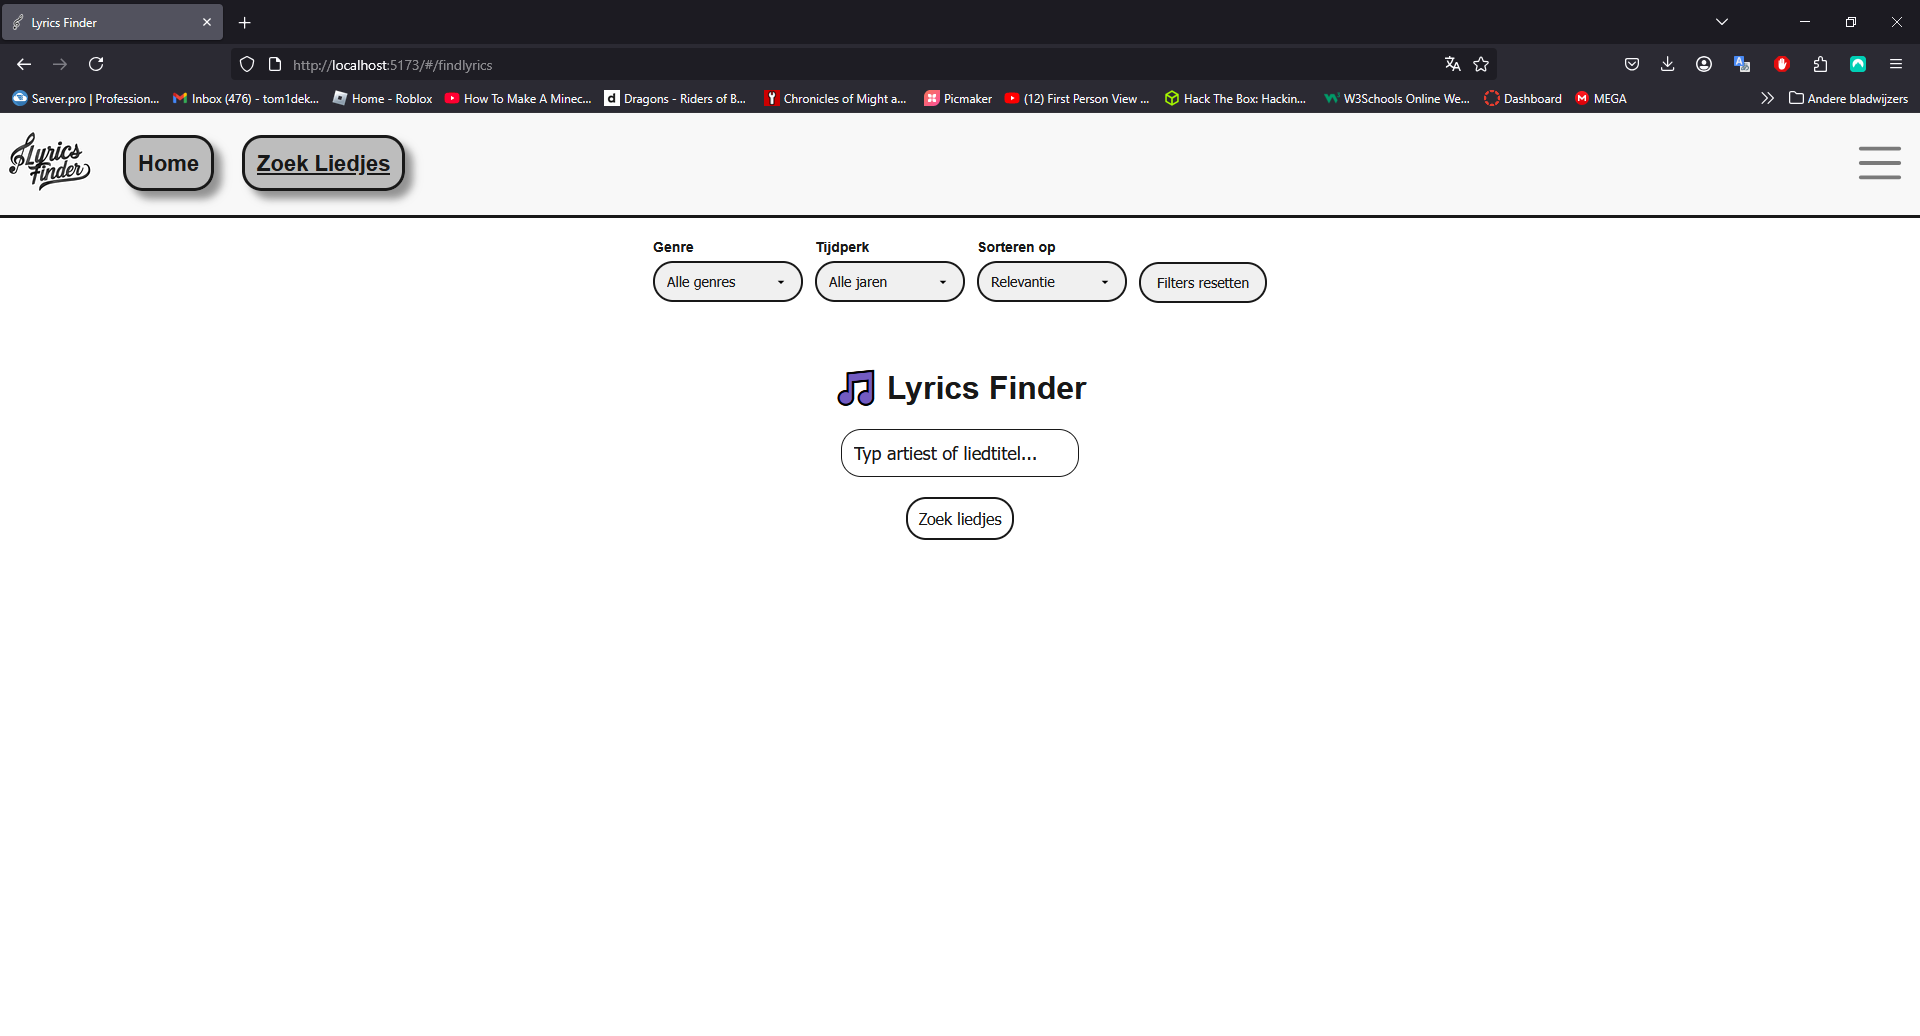 Lyrics Finder
http://localhost:5173/#/findlyrics
Server.pro | Profession... Inbox (476) - tom1dek... Home - Roblox How To Make A Minec... Dragons - Riders of B... Chronicles of Might a... Picmaker (12) First Person View ... Hack The Box: Hackin... W3Schools Online We... Dashboard MEGA Andere bladwijzers
Lyrics Finder Home Zoek Liedjes
Genre Tijdperk Sorteren op
Alle genres Alle jaren Relevantie Filters resetten
Lyrics Finder
Typ artiest of liedtitel...
Zoek liedjes